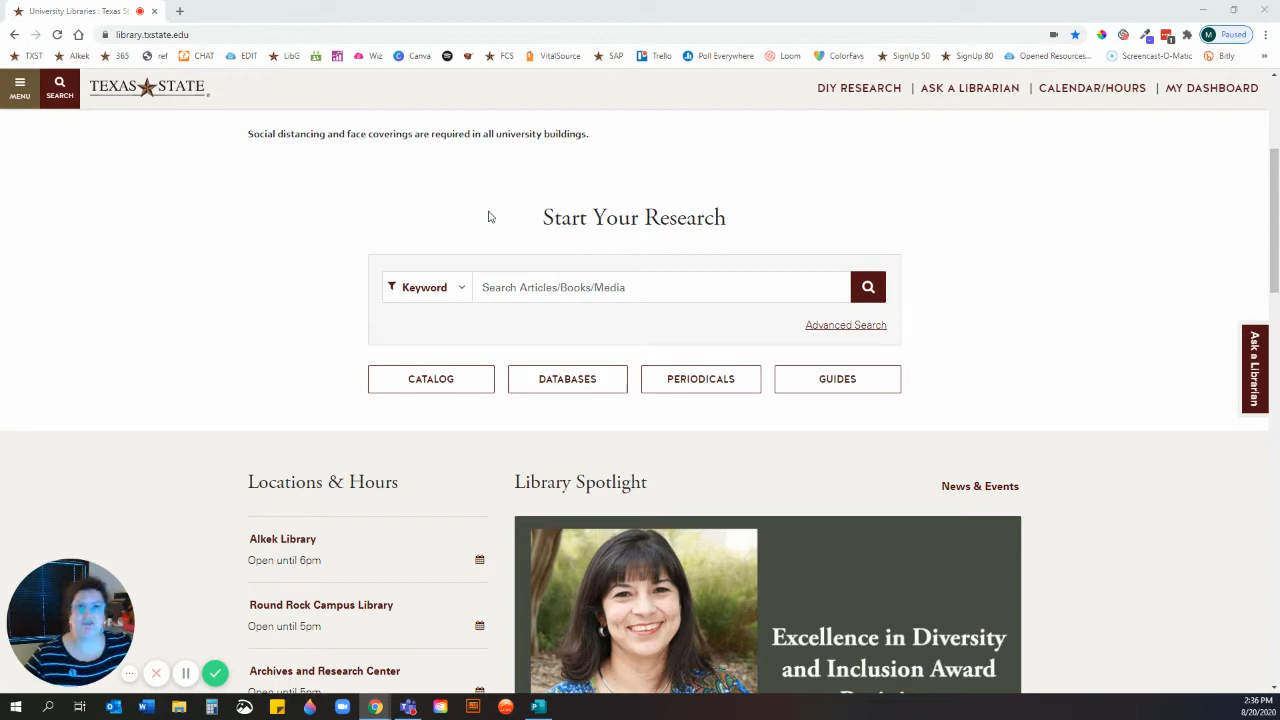 University Libraries : Texas St
library.txstate.edu
Paused
TXST
Alkek
365
ref
CHAT
EDIT
LibG
Wiz
Canva
FCS
VitalSource
SAP
Trello
Poll Everywhere
Loom
ColorFavs
SignUp 50
SignUp 80
Opened Resources...
Screencast-O-Matic
Bitly
MENU
SEARCH
TEXAS STATE
DIY RESEARCH | ASK A LIBRARIAN | CALENDAR/HOURS | MY DASHBOARD
Social distancing and face coverings are required in all university buildings.
Start Your Research
Keyword
Search Articles/Books/Media
Advanced Search
CATALOG
DATABASES
PERIODICALS
GUIDES
Ask a Librarian
Locations & Hours
Library Spotlight
News & Events
Alkek Library
Open until 6pm
Round Rock Campus Library
Open until 5pm
Archives and Research Center
Open until 5pm
Excellence in Diversity
and Inclusion Award
2:36 PM
8/20/2020